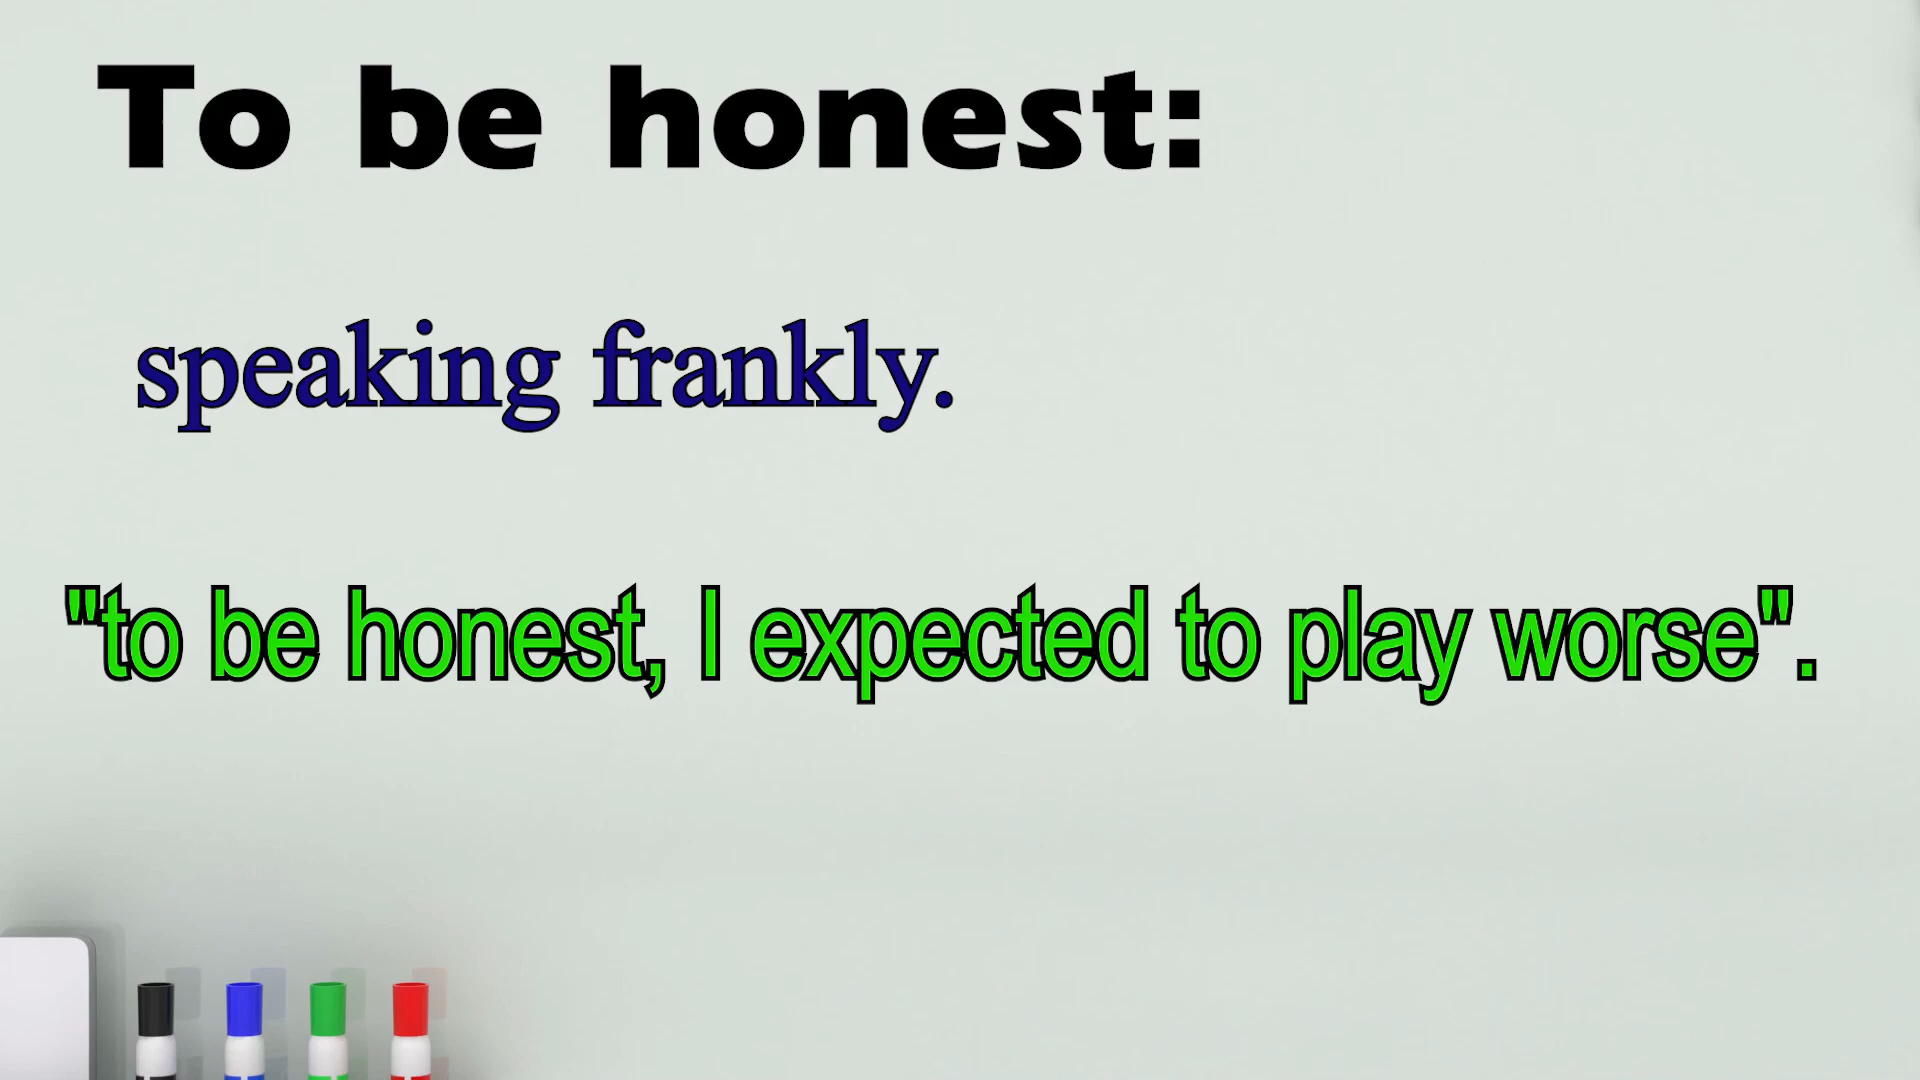 To be honest:
speaking frankly.
"to be honest, I expected to play worse".